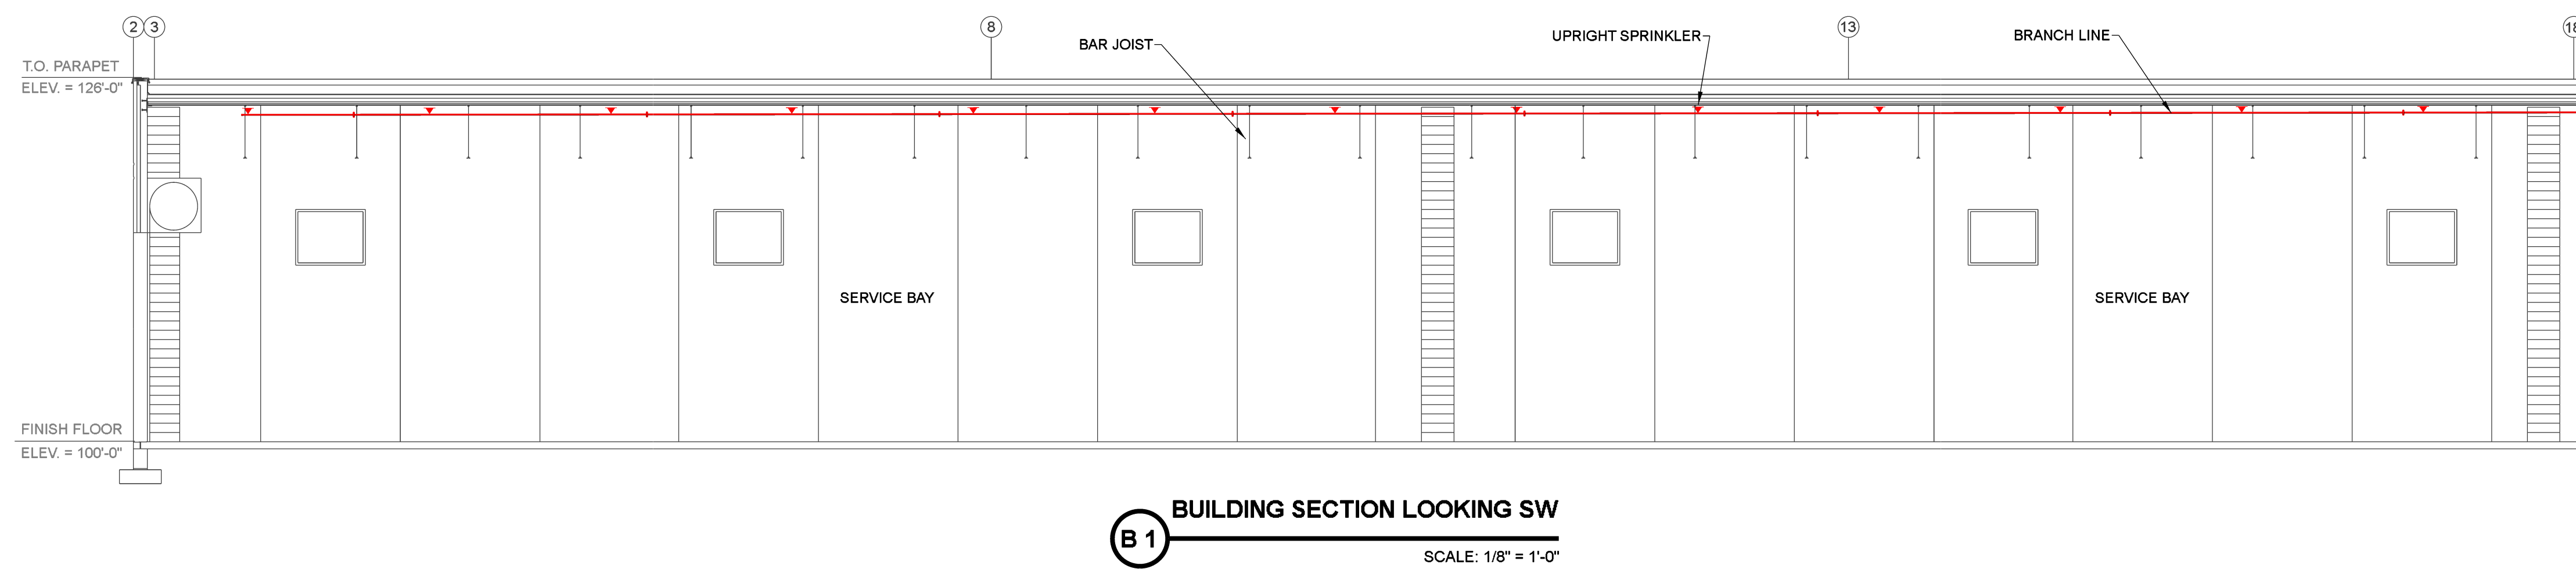 2 3 8 13
BAR JOIST
UPRIGHT SPRINKLER
BRANCH LINE
T.O. PARAPET
ELEV. = 126'-0"
SERVICE BAY SERVICE BAY
FINISH FLOOR
ELEV. = 100'-0"
B 1
BUILDING SECTION LOOKING SW
SCALE: 1/8" = 1'-0"